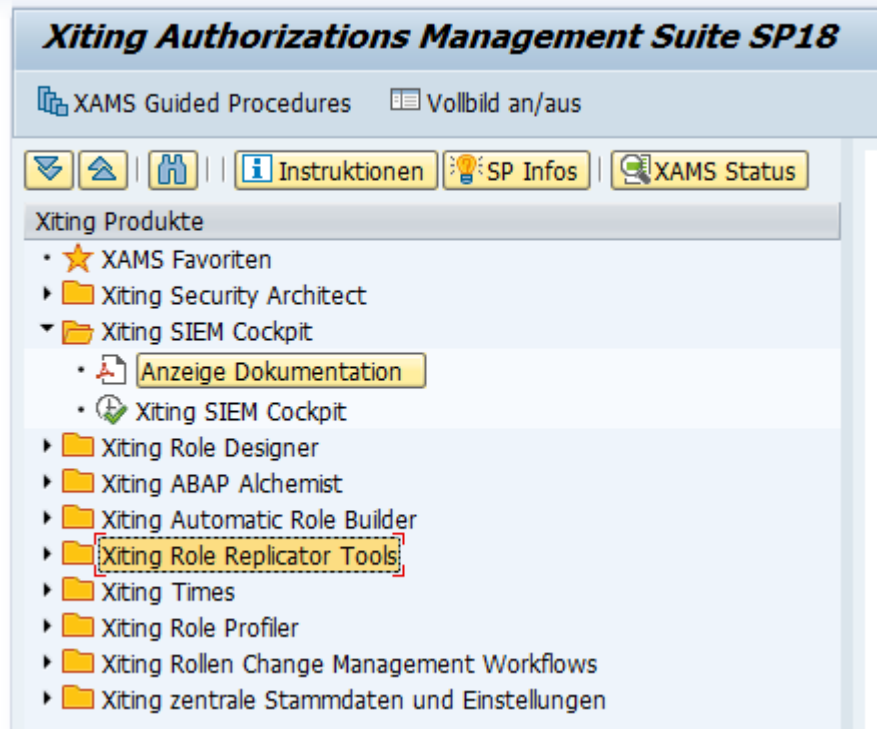 Xiting Authorizations Management Suite SP18
XAMS Guided Procedures Vollbild an/aus
Instruktionen SP Infos XAMS Status
Xiting Produkte
XAMS Favoriten
Xiting Security Architect
Xiting SIEM Cockpit
Anzeige Dokumentation
Xiting SIEM Cockpit
Xiting Role Designer
Xiting ABAP Alchemist
Xiting Automatic Role Builder
Xiting Role Replicator Tools
Xiting Times
Xiting Role Profiler
Xiting Rollen Change Management Workflows
Xiting zentrale Stammdaten und Einstellungen